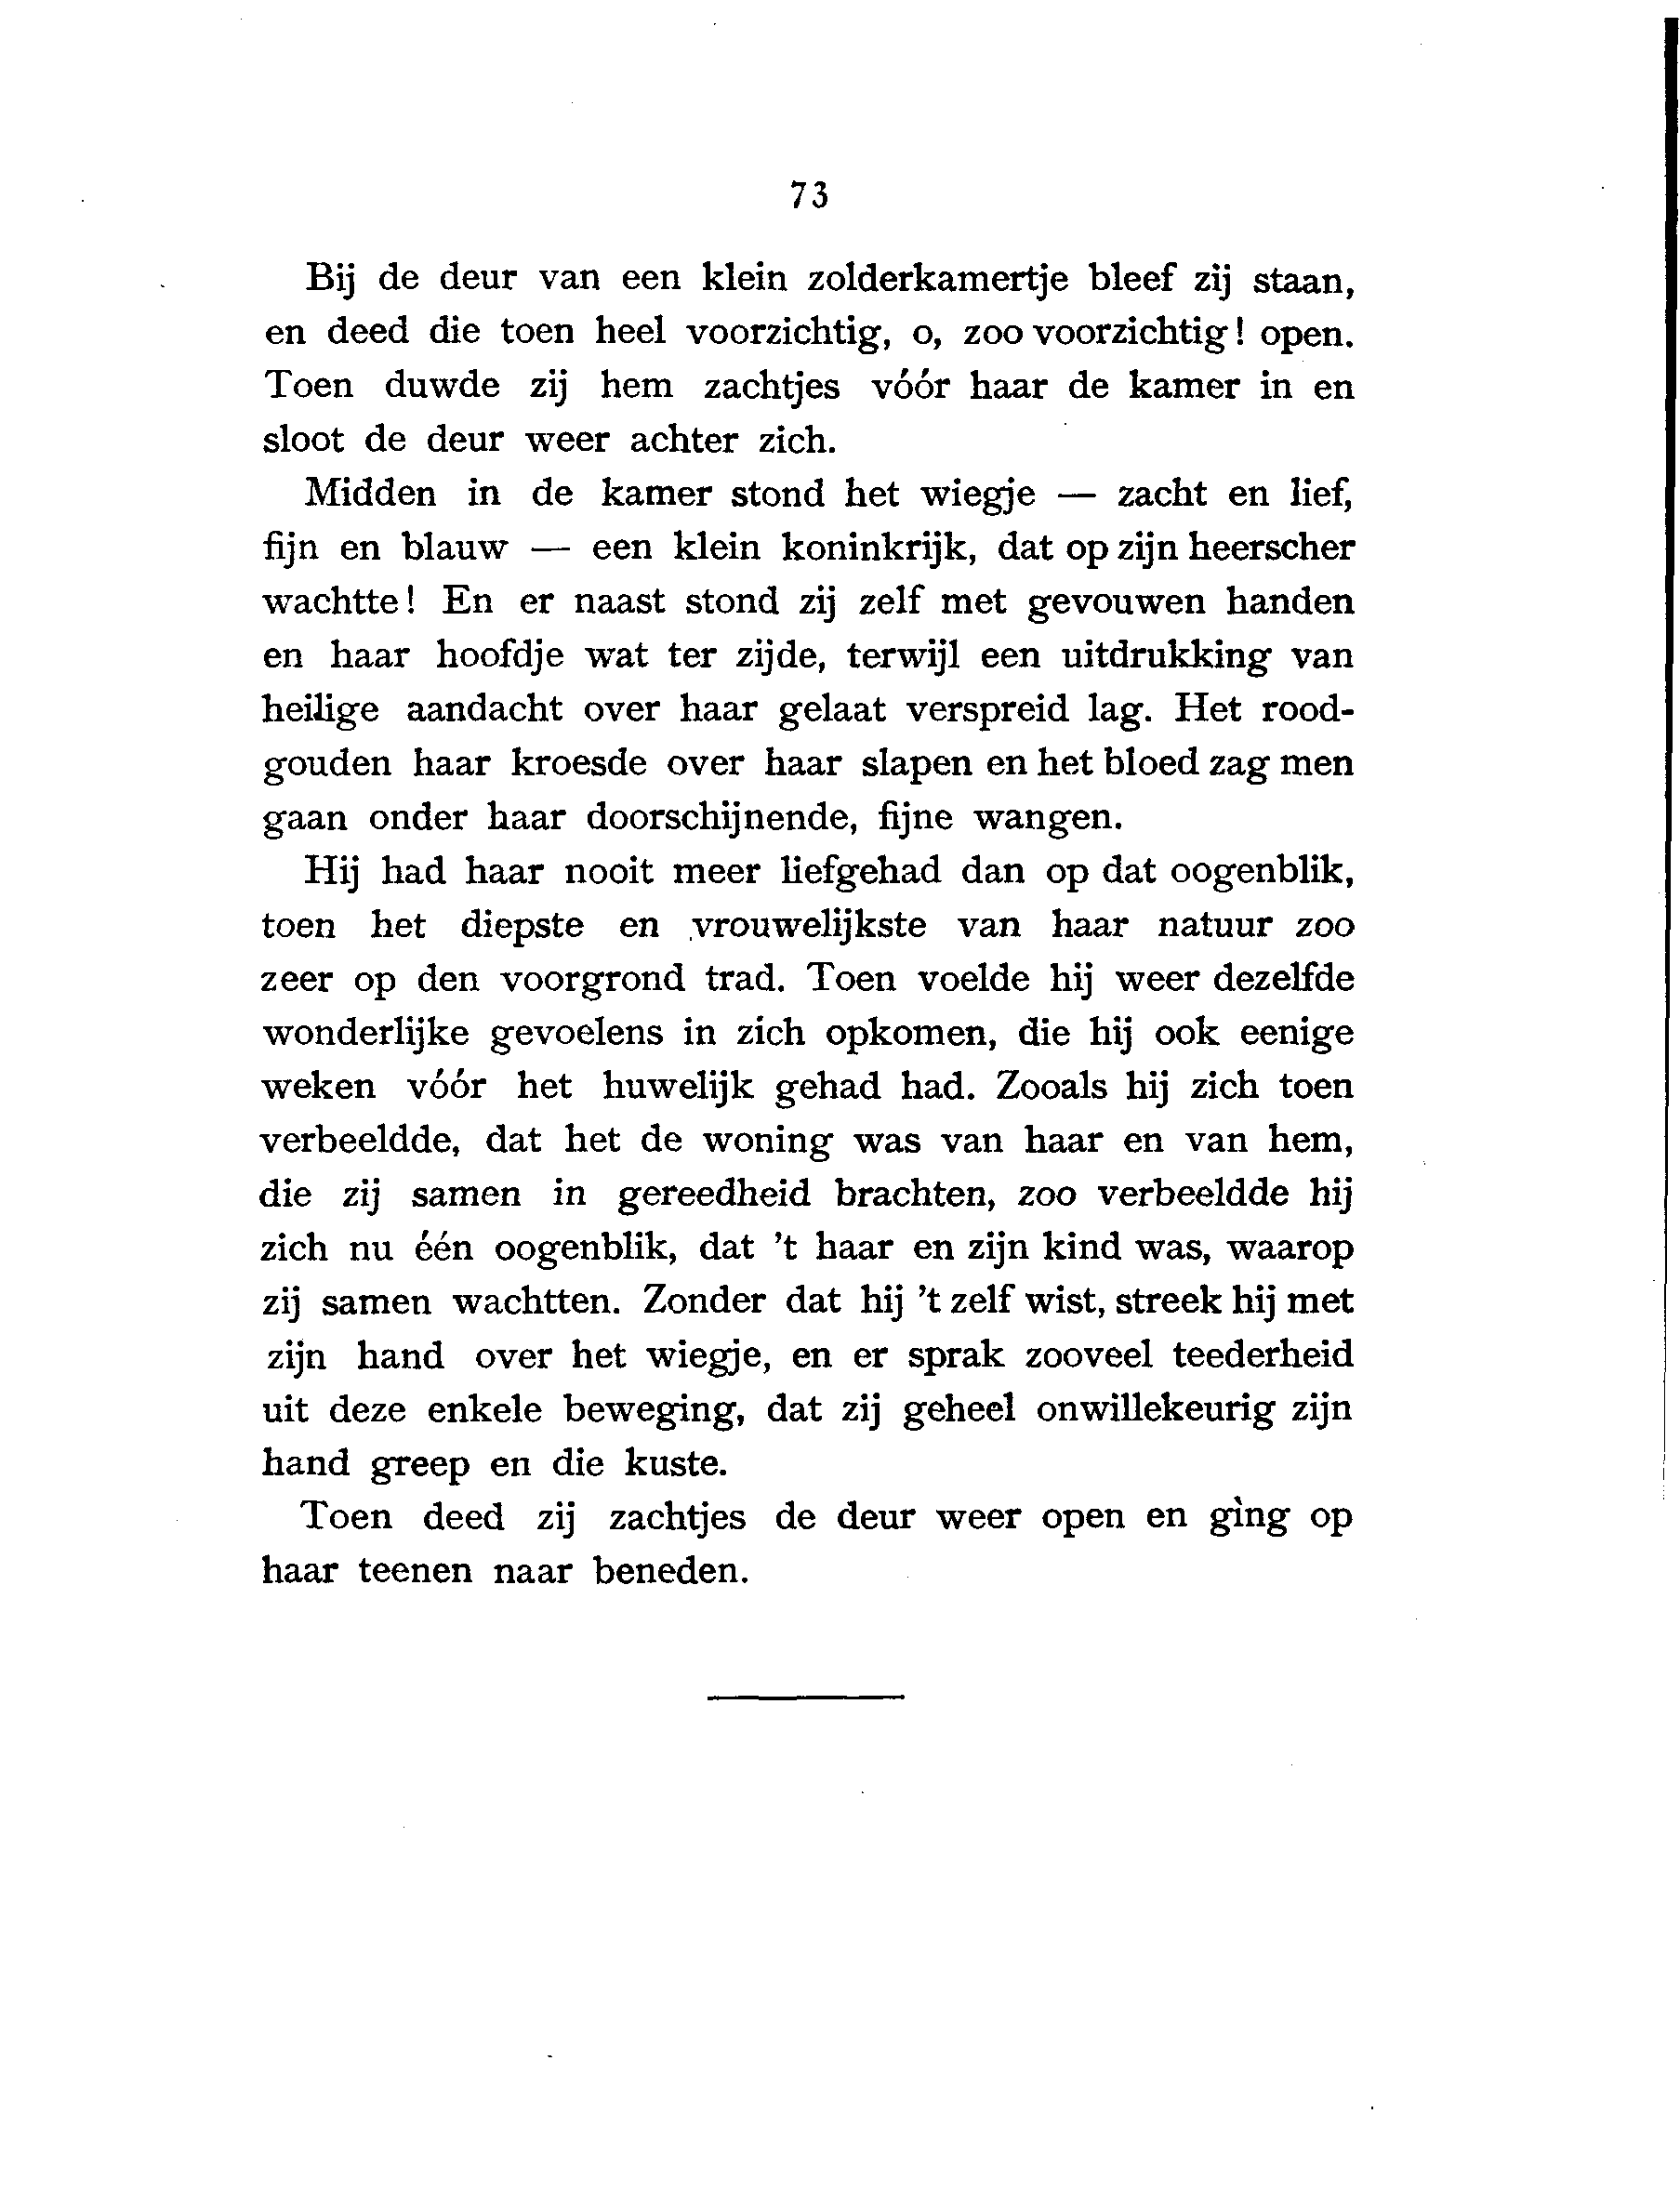 73
Bij de deur van een klein zolderkamertje bleef zij staan,
en deed die toen heel voorzichtig, o, zoo voorzichtig! open.
Toen duwde zij hem zachtjes vóór haar de kamer in en
sloot de deur weer achter zich.
Midden in de kamer stond het wiegje — zacht en lief,
fijn en blauw — een klein koninkrijk, dat op zijn heerscher
wachtte! En er naast stond zij zelf met gevouwen handen
en haar hoofdje wat ter zijde, terwijl een uitdrukking van
heilige aandacht over haar gelaat verspreid lag. Het rood-
gouden haar kroesde over haar slapen en het bloed zag men
gaan onder haar doorschijnende, fijne wangen.
Hij had haar nooit meer liefgehad dan op dat oogenblik,
toen het diepste en vrouwelijkste van haar natuur zoo
zeer op den voorgrond trad. Toen voelde hij weer dezelfde
wonderlijke gevoelens in zich opkomen, die hij ook eenige
weken vóór het huwelijk gehad had. Zooals hij zich toen
verbeeldde, dat het de woning was van haar en van hem,
die zij samen in gereedheid brachten, zoo verbeeldde hij
zich nu één oogenblik, dat 't haar en zijn kind was, waarop
zij samen wachtten. Zonder dat hij 't zelf wist, streek hij met
zijn hand over het wiegje, en er sprak zooveel teederheid
uit deze enkele beweging, dat zij geheel onwillekeurig zijn
hand greep en die kuste.
Toen deed zij zachtjes de deur weer open en ging op
haar teenen naar beneden.